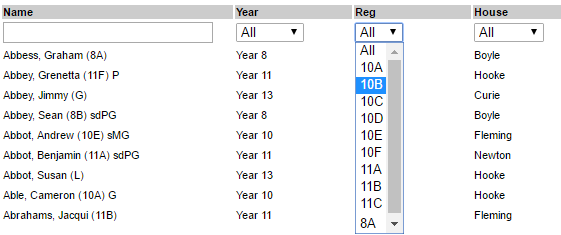 Name Year Reg House
All All All
Abbess, Graham (8A) Year 8 All Boyle
Abbey, Grenetta (11F) P Year 11 10A Hooke
10B
Abbey, Jimmy (G) Year 13 10C Curie
Abbey, Sean (8B) sdPG Year 8 10D Boyle
Abbot, Andrew (10E) sMG Year 10 10E Fleming
10F
Abbot, Benjamin (11A) sdPG Year 11 11A Newton
Abbot, Susan (L) Year 13 11B Hooke
Able, Cameron (10A) G Year 10 11C Hooke
Abrahams, Jacqui (11B) Year 11 8A Fleming